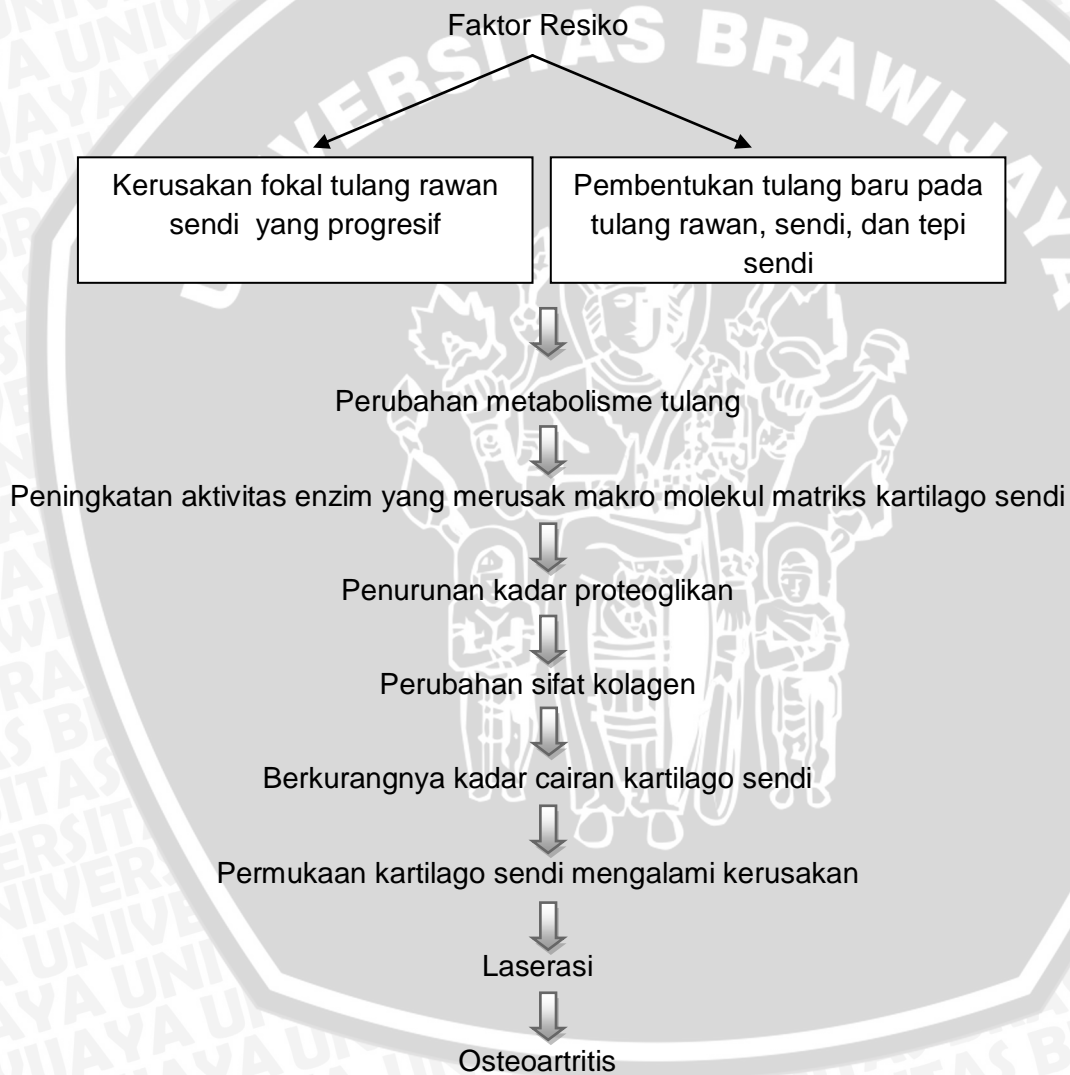 UNIVERSITAS BRAWIJAYA
Faktor Resiko
Kerusakan fokal tulang rawan
sendi yang progresif
Pembentukan tulang baru pada
tulang rawan, sendi, dan tepi
sendi
Perubahan metabolisme tulang
Peningkatan aktivitas enzim yang merusak makro molekul matriks kartilago sendi
Penurunan kadar proteoglikan
Perubahan sifat kolagen
Berkurangnya kadar cairan kartilago sendi
Permukaan kartilago sendi mengalami kerusakan
Laserasi
Osteoartritis